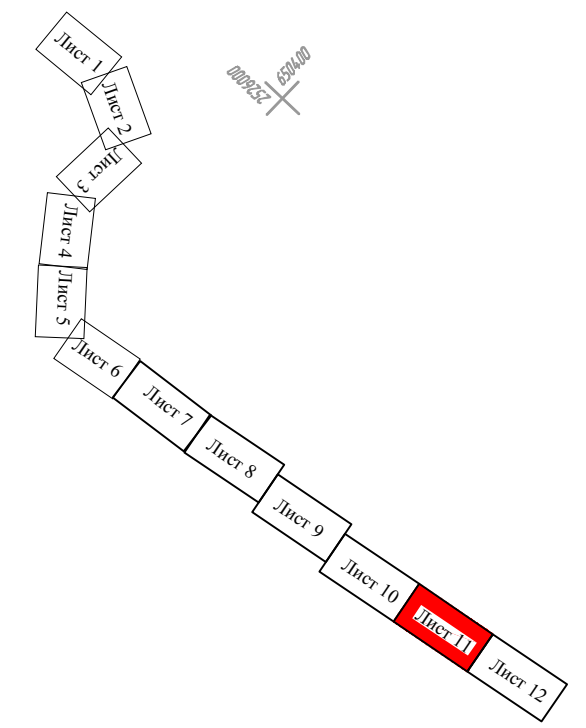 Лист 1
2526000
650400
Лист 2
Лист 3
Лист 4
Лист 5
Лист 6
Лист 7
Лист 8
Лист 9
Лист 10
Лист 11
Лист 12